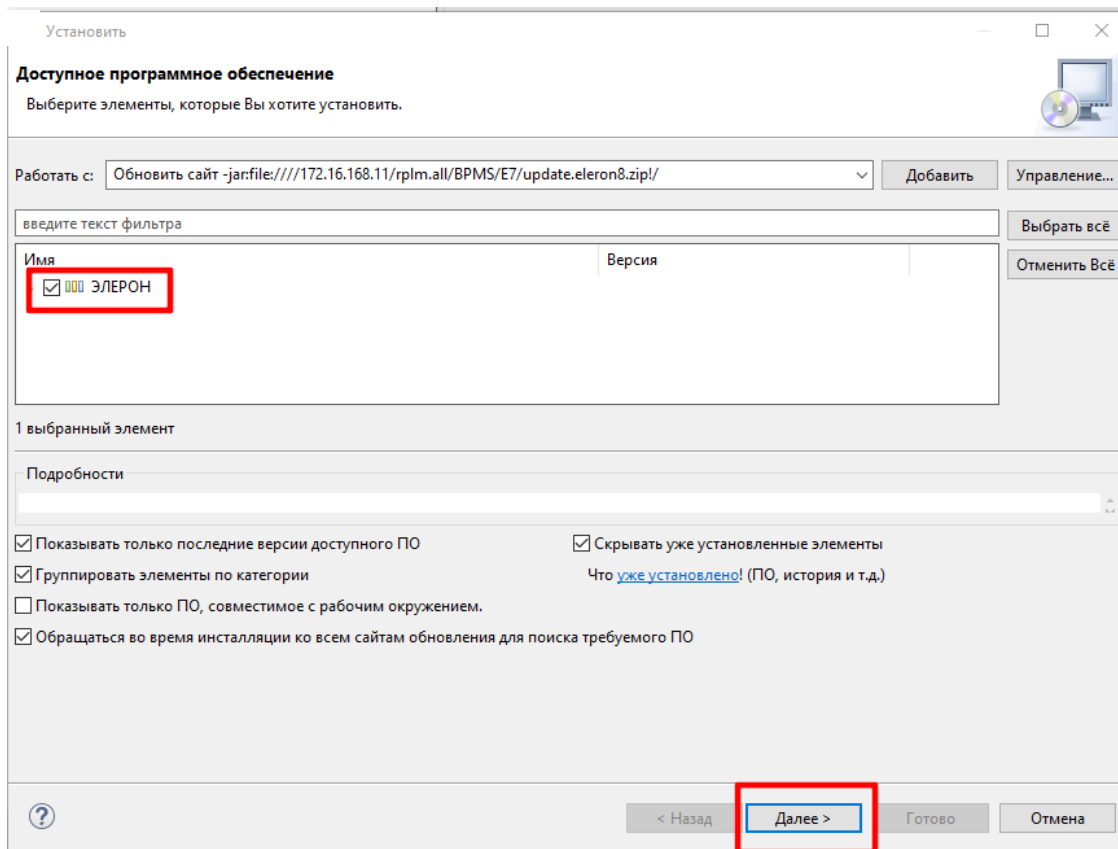 Установить
Доступное программное обеспечение
Выберите элементы, которые Вы хотите установить.
Работать с: Обновить сайт -jar:file:////172.16.168.11/rplm.all/BPMS/E7/update.eleron8.zip!/ Добавить Управление...
введите текст фильтра Выбрать всё
Имя Версия Отменить Всё
ЭЛЕРОН
1 выбранный элемент
Подробности
Показывать только последние версии доступного ПО Скрывать уже установленные элементы
Группировать элементы по категории Что уже установлено! (ПО, история и т.д.)
Показывать только ПО, совместимое с рабочим окружением.
Обращаться во время инсталляции ко всем сайтам обновления для поиска требуемого ПО
? < Назад Далее > Готово Отмена